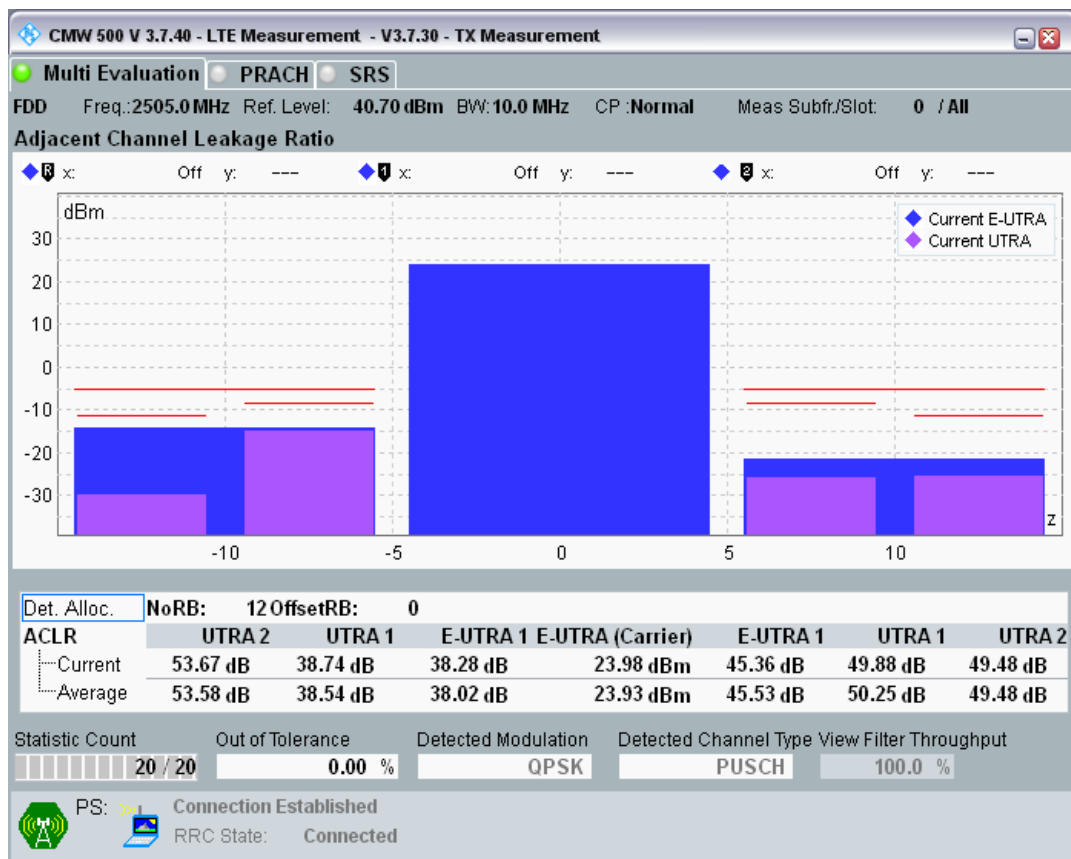 CMW 500 V 3.7.40 - LTE Measurement - V3.7.30 - TX Measurement
Multi Evaluation PRACH SRS
FDD Freq.:2505.0 MHz Ref. Level: 40.70 dBm BW: 10.0 MHz CP :Normal Meas Subfr./Slot: 0 / All
Adjacent Channel Leakage Ratio
R x: Off y: --- 1 x: Off y: --- 2 x: Off y: ---
dBm
Current E-UTRA
Current UTRA
30
20
10
0
-10
-20
-30
z
-10 -5 0 5 10
Det. Alloc. NoRB: 12 OffsetRB: 0
ACLR UTRA 2 UTRA 1 E-UTRA 1 E-UTRA (Carrier) E-UTRA 1 UTRA 1 UTRA 2
Current 53.67 dB 38.74 dB 38.28 dB 23.98 dBm 45.36 dB 49.88 dB 49.48 dB
Average 53.58 dB 38.54 dB 38.02 dB 23.93 dBm 45.53 dB 50.25 dB 49.48 dB
Statistic Count Out of Tolerance Detected Modulation Detected Channel Type View Filter Throughput
20 / 20 0.00 % QPSK PUSCH 100.0 %
PS: Connection Established
RRC State: Connected